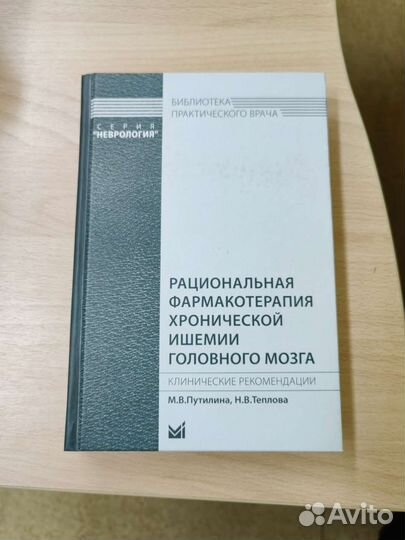 БИБЛИОТЕКА
ПРАКТИЧЕСКОГО ВРАЧА
СЕРИЯ
"НЕВРОЛОГИЯ"
РАЦИОНАЛЬНАЯ
ФАРМАКОТЕРАПИЯ
ХРОНИЧЕСКОЙ
ИШЕМИИ
ГОЛОВНОГО МОЗГА
КЛИНИЧЕСКИЕ РЕКОМЕНДАЦИИ
М.В.Путилина, Н.В.Теплова
Avito